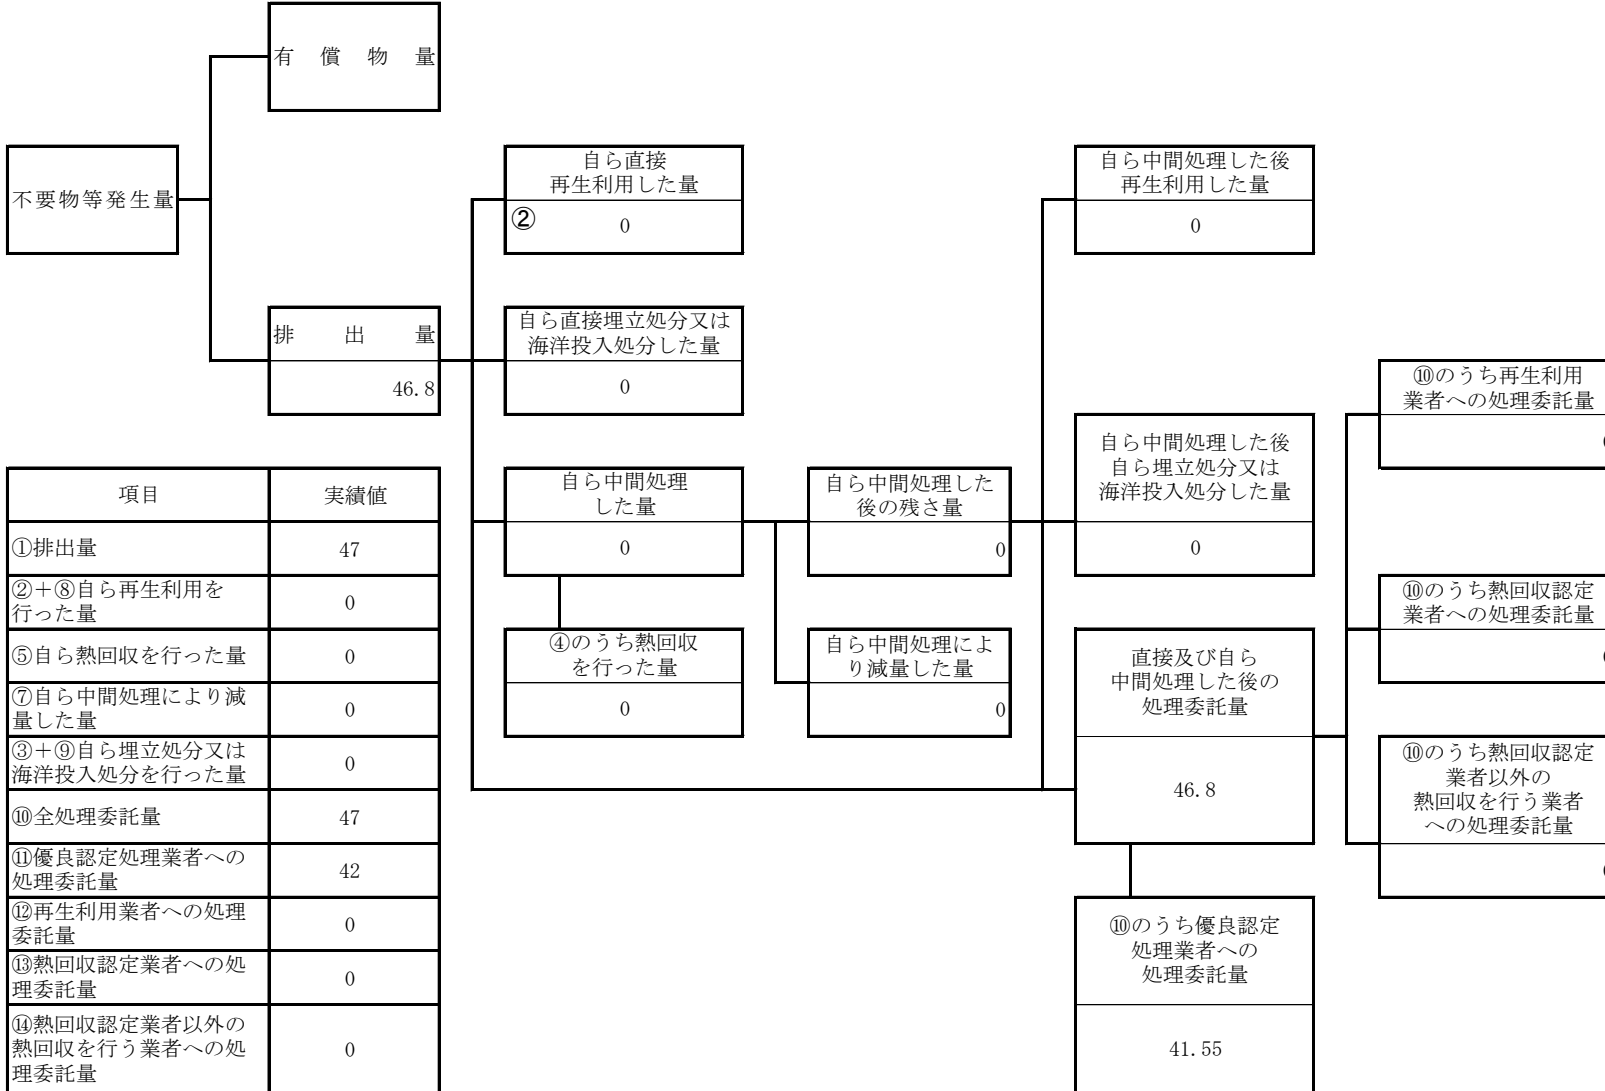 有償物量
不要物等発生量
自ら直接
再生利用した量
②
0
自ら中間処理した後
再生利用した量
0
排出量
46.8
自ら直接埋立処分又は
海洋投入処分した量
0
⑩のうち再生利用
業者への処理委託量
自ら中間処理した後
自ら埋立処分又は
海洋投入処分した量
0
自ら中間処理
した量
0
自ら中間処理した
後の残さ量
0
⑩のうち熱回収認定
業者への処理委託量
④のうち熱回収
を行った量
0
自ら中間処理によ
り減量した量
0
直接及び自ら
中間処理した後の
処理委託量
46.8
⑩のうち熱回収認定
業者以外の
熱回収を行う業者
への処理委託量
⑩のうち優良認定
処理業者への
処理委託量
41.55
項目
実績値
①排出量
47
②+⑧自ら再生利用を
行った量
0
⑤自ら熱回収を行った量
0
⑦自ら中間処理により減
量した量
0
③+⑨自ら埋立処分又は
海洋投入処分を行った量
0
⑩全処理委託量
47
⑪優良認定処理業者への
処理委託量
42
⑫再生利用業者への処理
委託量
0
⑬熱回収認定業者への処
理委託量
0
⑭熱回収認定業者以外の
熱回収を行う業者への処
理委託量
0